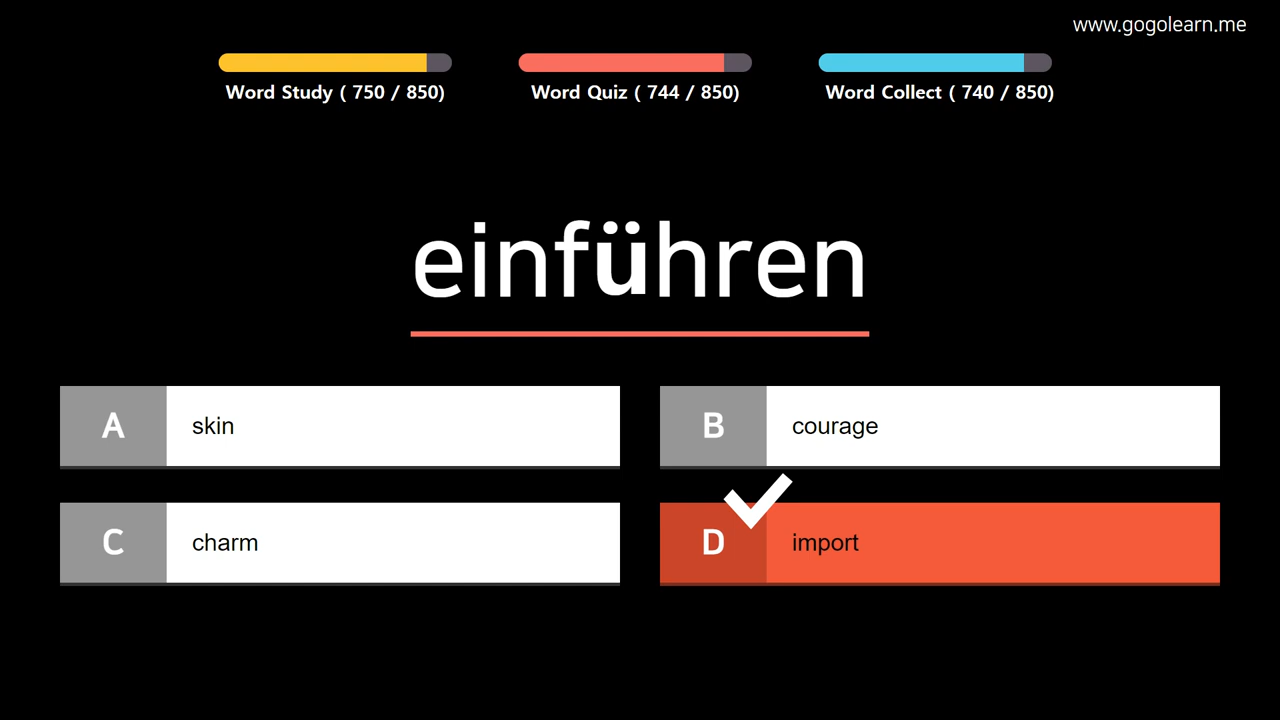 www.gogolearn.me
Word Study ( 750 / 850)
Word Quiz ( 744 / 850)
Word Collect ( 740 / 850)
einführen
A skin
B courage
C charm
D import